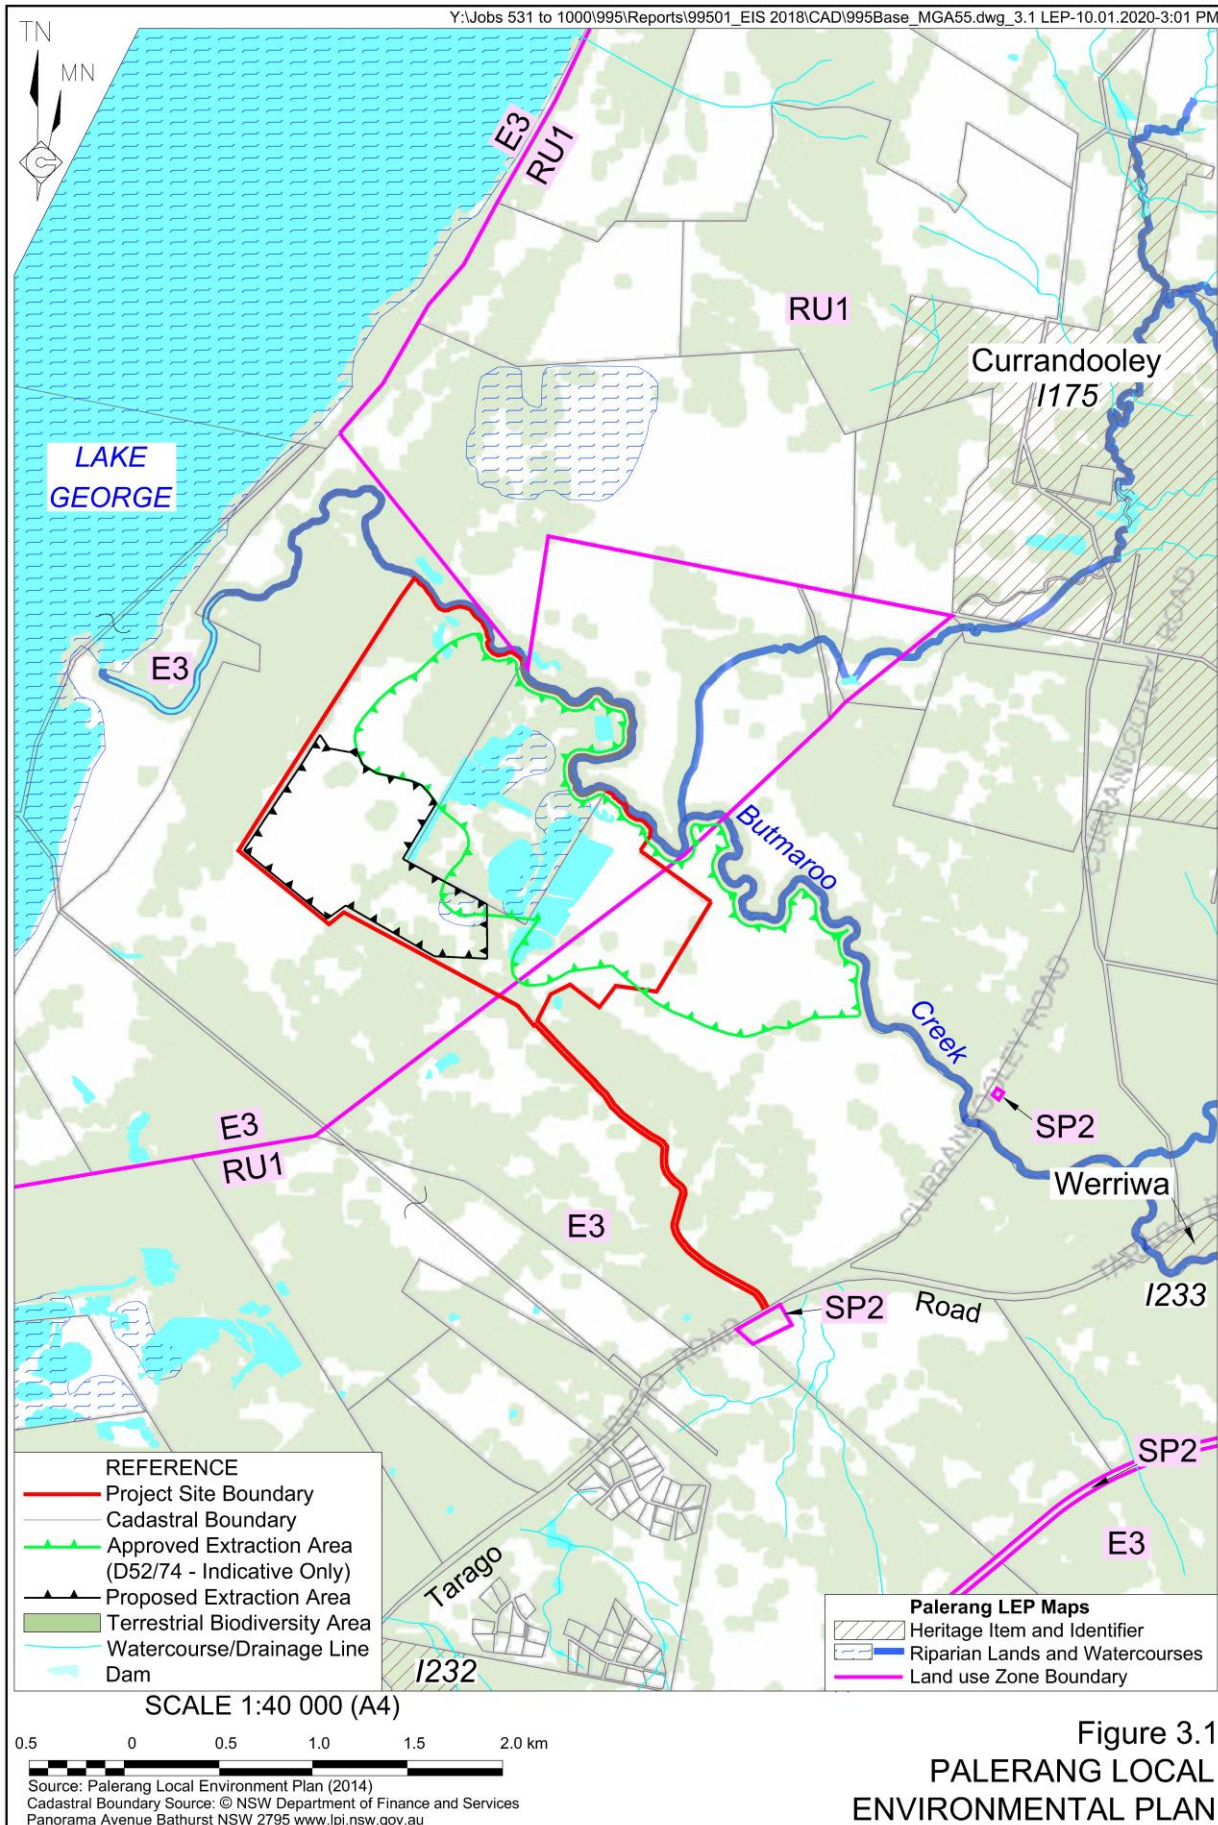 Y:\Jobs 531 to 1000\995\Reports\99501_EIS 2018\CAD\995Base_MGA55.dwg_3.1 LEP-10.01.2020-3:01 PM
TN
MN
E3
RU1
RU1
Currandooley
I175
LAKE
GEORGE
E3
CURRANDOOLEY ROAD
Butmaroo
Creek
CURRANDOOLEY ROAD
SP2
E3
RU1
Werriwa
E3
I233
SP2
Road
ROAD
SP2
E3
Tarago
I232
REFERENCE
Project Site Boundary
Cadastral Boundary
Approved Extraction Area
(D52/74 - Indicative Only)
Proposed Extraction Area
Terrestrial Biodiversity Area
Watercourse/Drainage Line
Dam
Palerang LEP Maps
Heritage Item and Identifier
Riparian Lands and Watercourses
Land use Zone Boundary
SCALE 1:40 000 (A4)
0.5 0 0.5 1.0 1.5 2.0 km
Source: Palerang Local Environment Plan (2014)
Cadastral Boundary Source: © NSW Department of Finance and Services
Panorama Avenue Bathurst NSW 2795 www.lpi.nsw.gov.au
Figure 3.1
PALERANG LOCAL
ENVIRONMENTAL PLAN